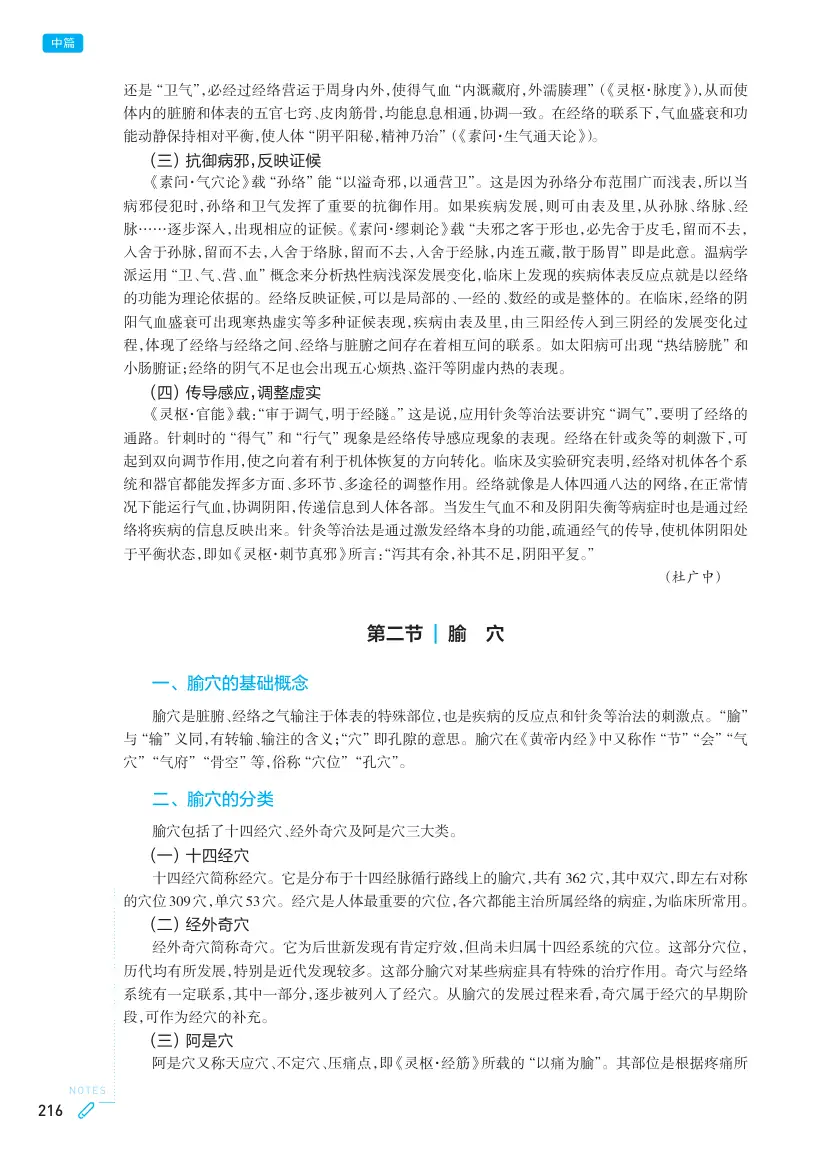 中篇
还是“卫气”,必经过经络营运于周身内外,使得气血“内溉藏府,外濡腠理”(《灵枢·脉度》),从而使
体内的脏腑和体表的五官七窍、皮肉筋骨,均能息息相通,协调一致。在经络的联系下,气血盛衰和功
能动静保持相对平衡,使人体“阴平阳秘,精神乃治”(《素问·生气通天论》)。
(三)抗御病邪,反映证候
《素问·气穴论》载“孙络”能“以溢奇邪,以通营卫”。这是因为孙络分布范围广而浅表,所以当
病邪侵犯时,孙络和卫气发挥了重要的抗御作用。如果疾病发展,则可由表及里,从孙脉、络脉、经
脉……逐步深入,出现相应的证候。《素问·缪刺论》载“夫邪之客于形也,必先舍于皮毛,留而不去,
入舍于孙脉,留而不去,入舍于络脉,留而不去,入舍于经脉,内连五藏,散于肠胃”即是此意。温病学
派运用“卫、气、营、血”概念来分析热性病浅深发展变化,临床上发现的疾病体表反应点就是以经络
的功能为理论依据的。经络反映证候,可以是局部的、一经的、数经的或是整体的。在临床,经络的阴
阳气血盛衰可出现寒热虚实等多种证候表现,疾病由表及里,由三阳经传入到三阴经的发展变化过
程,体现了经络与经络之间、经络与脏腑之间存在着相互间的联系。如太阳病可出现“热结膀胱”和
小肠腑证;经络的阴气不足也会出现五心烦热、盗汗等阴虚内热的表现。
(四)传导感应,调整虚实
《灵枢·官能》载:“审于调气,明于经隧。”这是说,应用针灸等治法要讲究“调气”,要明了经络的
通路。针刺时的“得气”和“行气”现象是经络传导感应现象的表现。经络在针或灸等的刺激下,可
起到双向调节作用,使之向着有利于机体恢复的方向转化。临床及实验研究表明,经络对机体各个系
统和器官都能发挥多方面、多环节、多途径的调整作用。经络就像是人体四通八达的网络,在正常情
况下能运行气血,协调阴阳,传递信息到人体各部。当发生气血不和及阴阳失衡等病症时也是通过经
络将疾病的信息反映出来。针灸等治法是通过激发经络本身的功能,疏通经气的传导,使机体阴阳处
于平衡状态,即如《灵枢·刺节真邪》所言:“泻其有余,补其不足,阴阳平复。”
(杜广中)
第二节 | 腧 穴
一、腧穴的基础概念
腧穴是脏腑、经络之气输注于体表的特殊部位,也是疾病的反应点和针灸等治法的刺激点。“腧”
与“输”义同,有转输、输注的含义;“穴”即孔隙的意思。腧穴在《黄帝内经》中又称作“节”“会”“气
穴”“气府”“骨空”等,俗称“穴位”“孔穴”。
二、腧穴的分类
腧穴包括了十四经穴、经外奇穴及阿是穴三大类。
(一)十四经穴
十四经穴简称经穴。它是分布于十四经脉循行路线上的腧穴,共有 362 穴,其中双穴,即左右对称
的穴位309穴,单穴53穴。经穴是人体最重要的穴位,各穴都能主治所属经络的病症,为临床所常用。
(二)经外奇穴
经外奇穴简称奇穴。它为后世新发现有肯定疗效,但尚未归属十四经系统的穴位。这部分穴位,
历代均有所发展,特别是近代发现较多。这部分腧穴对某些病症具有特殊的治疗作用。奇穴与经络
系统有一定联系,其中一部分,逐步被列入了经穴。从腧穴的发展过程来看,奇穴属于经穴的早期阶
段,可作为经穴的补充。
(三)阿是穴
阿是穴又称天应穴、不定穴、压痛点,即《灵枢·经筋》所载的“以痛为腧”。其部位是根据疼痛所
NOTES
216